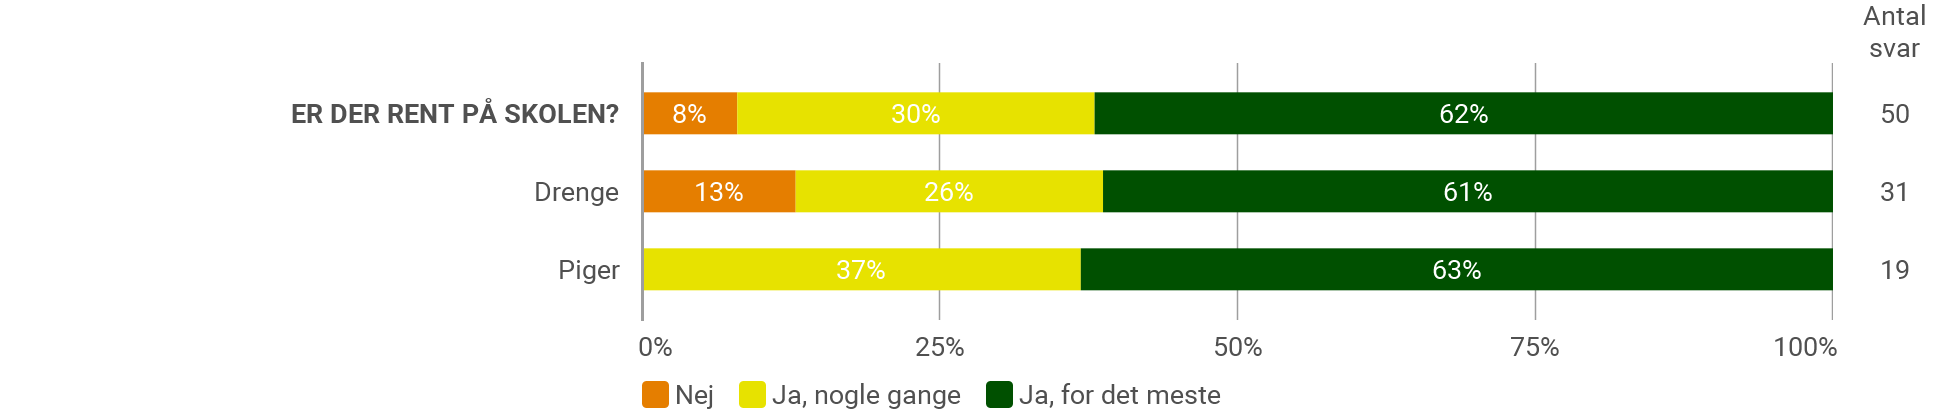 Antal
svar
ER DER RENT PÅ SKOLEN? 8% 30% 62% 50
Drenge 13% 26% 61% 31
Piger 37% 63% 19
0% 25% 50% 75% 100%
Nej Ja, nogle gange Ja, for det meste